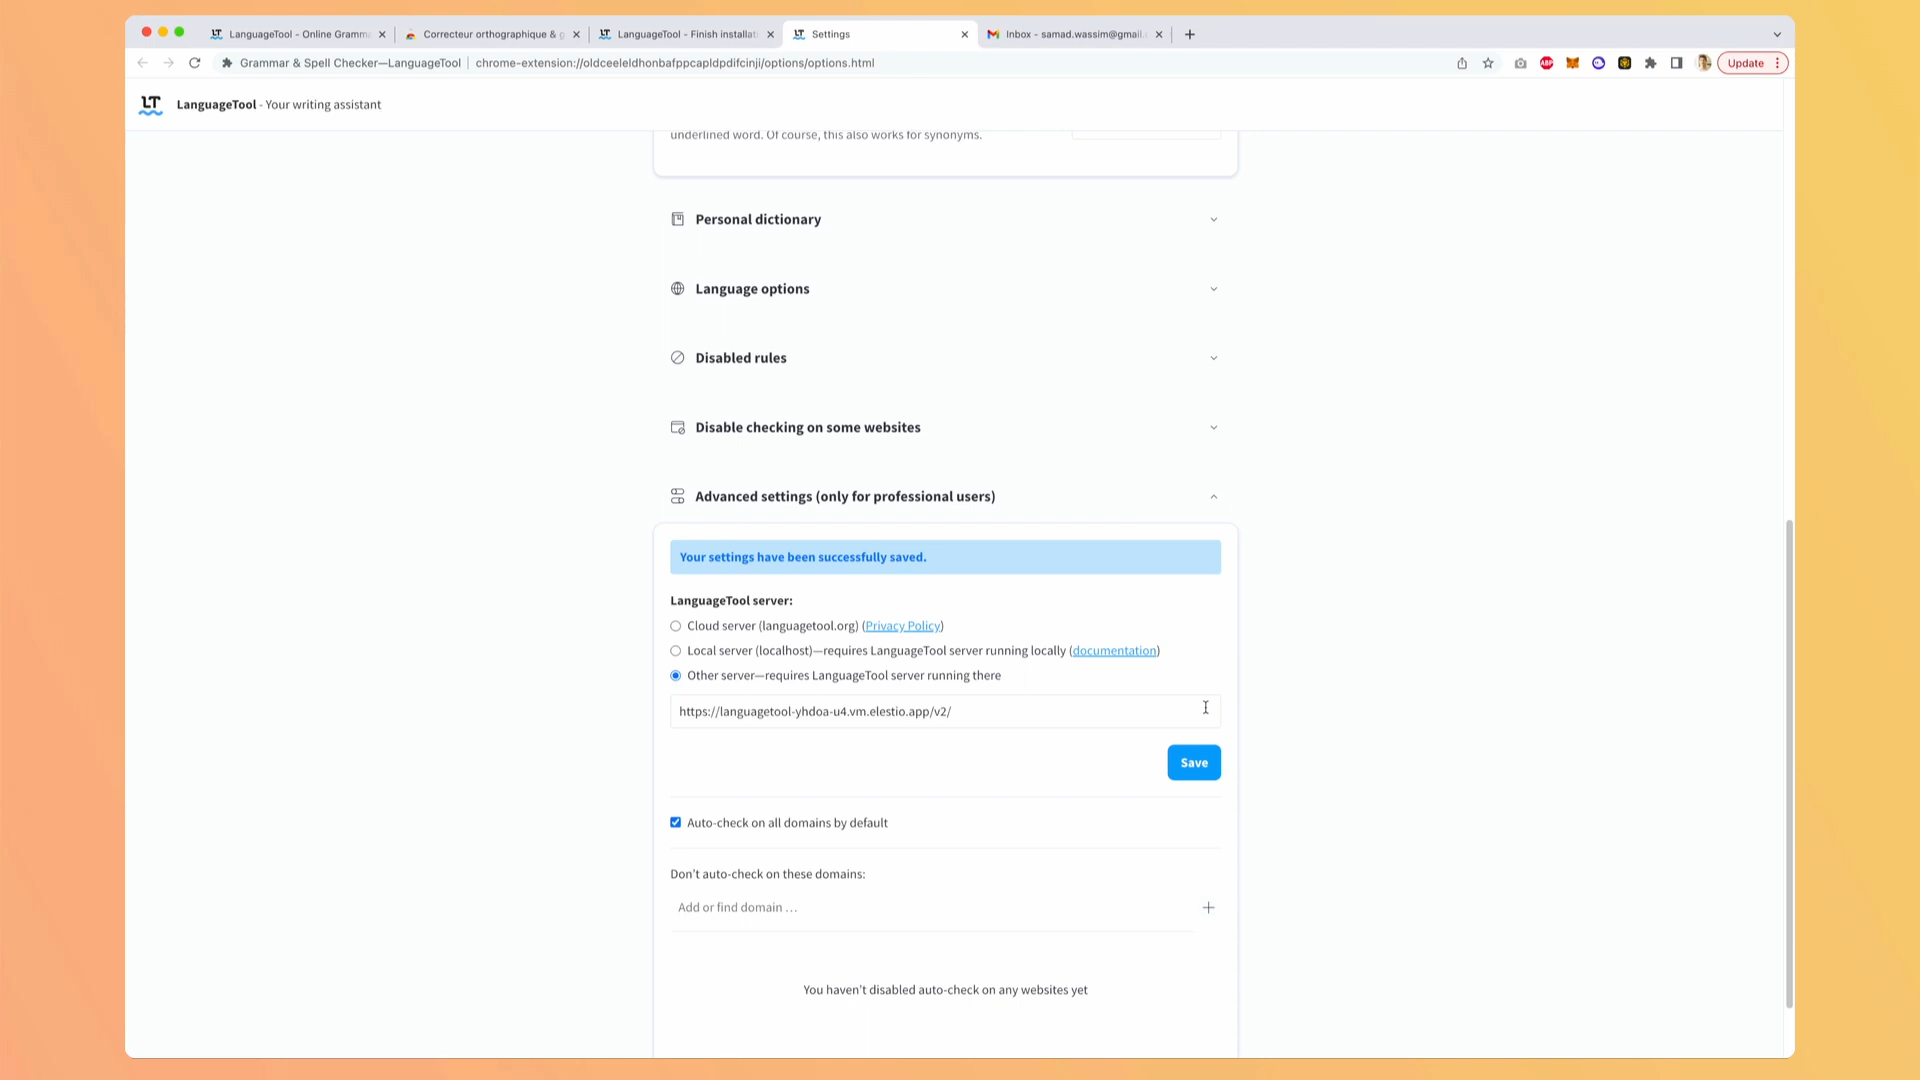 LanguageTool - Online Gramm
Correcteur orthographique & g
LanguageTool - Finish installati
Settings
Inbox - samad.wassim@gmail.
Grammar & Spell Checker—LanguageTool
chrome-extension://oldceeleldhonbafppcapldpdifcinji/options/options.html
ABP
Update
LT
LanguageTool - Your writing assistant
underlined word. Of course, this also works for synonyms.
Personal dictionary
Language options
Disabled rules
Disable checking on some websites
Advanced settings (only for professional users)
Your settings have been successfully saved.
LanguageTool server:
Cloud server (languagetool.org) (Privacy Policy)
Local server (localhost)—requires LanguageTool server running locally (documentation)
Other server—requires LanguageTool server running there
https://languagetool-yhdoa-u4.vm.elestio.app/v2/
Save
Auto-check on all domains by default
Don't auto-check on these domains:
Add or find domain …
You haven't disabled auto-check on any websites yet